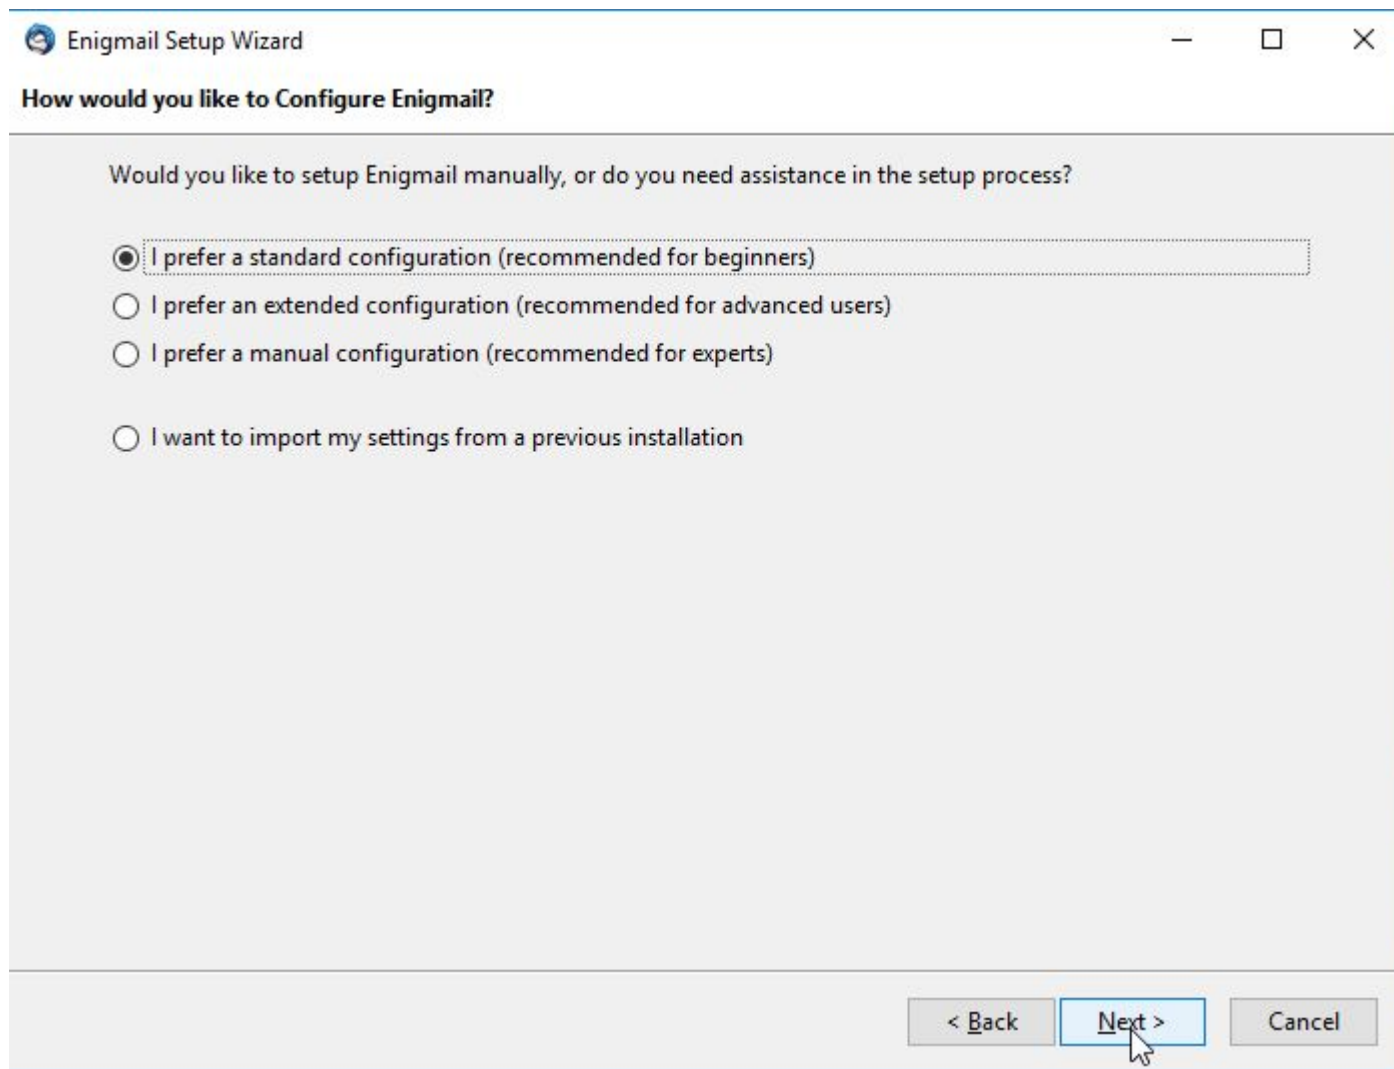 Enigmail Setup Wizard
How would you like to Configure Enigmail?
Would you like to setup Enigmail manually, or do you need assistance in the setup process?
I prefer a standard configuration (recommended for beginners)
I prefer an extended configuration (recommended for advanced users)
I prefer a manual configuration (recommended for experts)
I want to import my settings from a previous installation
< Back Next > Cancel